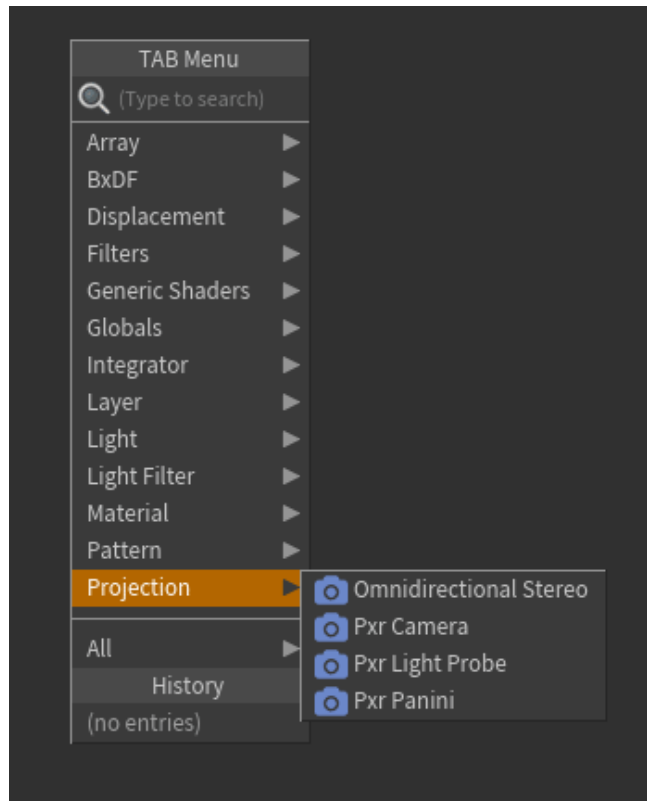 TAB Menu
(Type to search)
Array
BxDF
Displacement
Filters
Generic Shaders
Globals
Integrator
Layer
Light
Light Filter
Material
Pattern
Projection
Omnidirectional Stereo
Pxr Camera
Pxr Light Probe
Pxr Panini
All
History
(no entries)